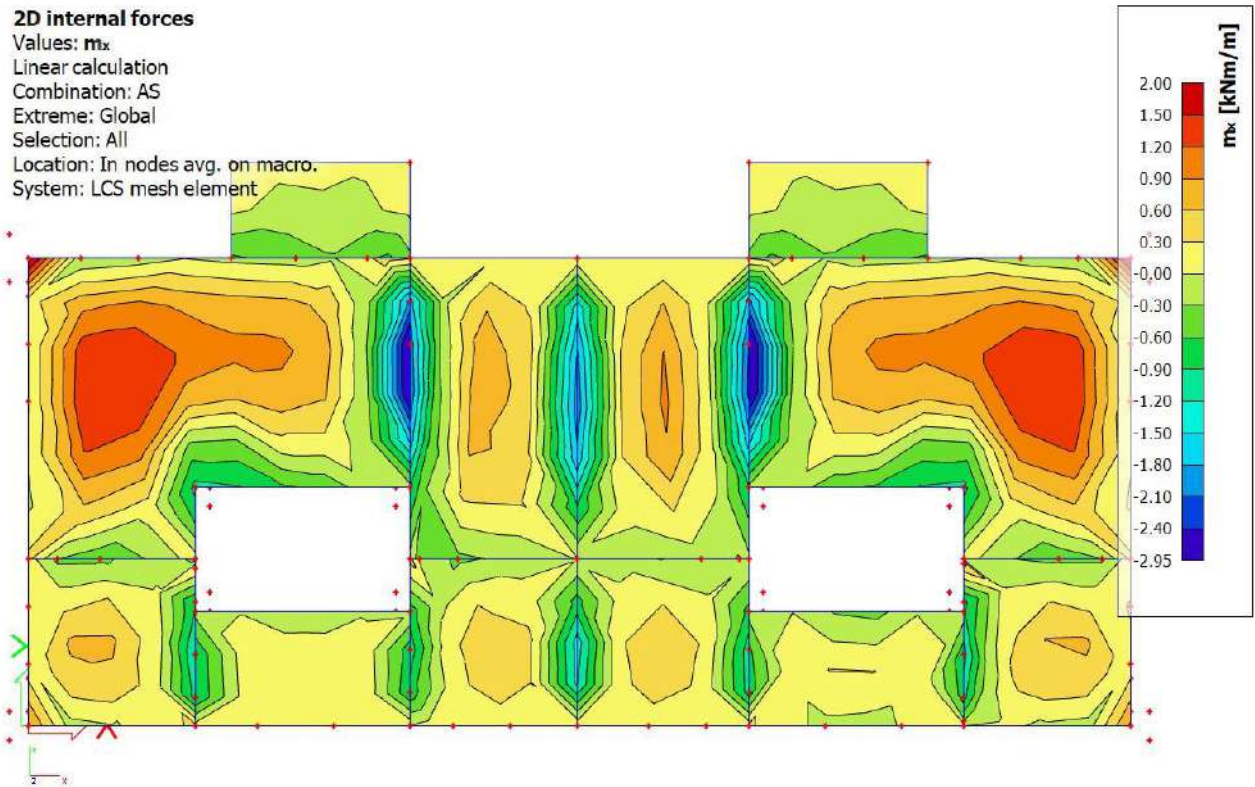 2D internal forces
Values: mx
Linear calculation
Combination: AS
Extreme: Global
Selection: All
Location: In nodes avg. on macro.
System: LCS mesh element
mx [kNm/m]
2.00
1.50
1.20
0.90
0.60
0.30
-0.00
-0.30
-0.60
-0.90
-1.20
-1.50
-1.80
-2.10
-2.40
-2.95